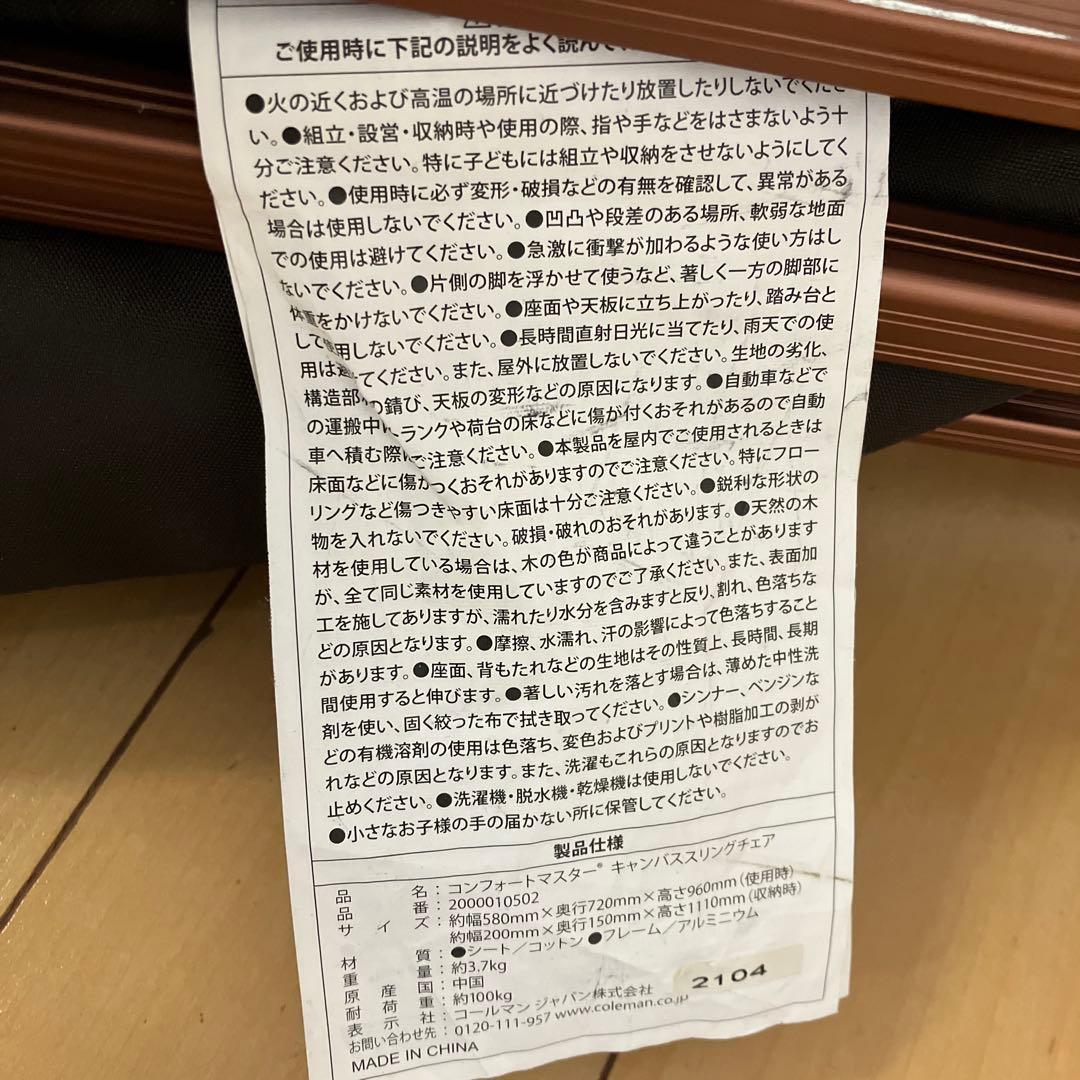 ご使用時に下記の説明をよく読んで、
●火の近くおよび高温の場所に近づけたり放置したりしないでくださ
い。●組立・設営・収納時や使用の際、指や手などをはさまないよう十
分ご注意ください。特に子どもには組立や収納をさせないようにしてく
ださい。●使用時に必ず変形・破損などの有無を確認して、異常がある
場合は使用しないでください。●凹凸や段差のある場所、軟弱な地面
での使用は避けてください。●急激に衝撃が加わるような使い方はし
ないでください。●片側の脚を浮かせて使うなど、著しく一方の脚部に
体重をかけないでください。●座面や天板に立ち上がったり、踏み台と
して使用しないでください。●長時間直射日光に当てたり、雨天での使
用は避けてください。また、屋外に放置しないでください。生地の劣化、
構造部の錆び、天板の変形などの原因になります。●自動車などで
の運搬中に ランクや荷台の床などに傷が付くおそれがあるので自動
車へ積む際にご注意ください。●本製品を屋内でご使用されるときは
床面などに傷がつくおそれがありますのでご注意ください。特にフロー
リングなど傷つきやすい床面は十分ご注意ください。●鋭利な形状の
物を入れないでください。破損・破れのおそれがあります。●天然の木
材を使用している場合は、木の色が商品によって違うことがあります
が、全て同じ素材を使用していますのでご了承ください。また、表面加
工を施してありますが、濡れたり水分を含みますと反り、割れ、色落ちな
どの原因となります。●摩擦、水濡れ、汗の影響によって色落ちすること
があります。●座面、背もたれなどの生地はその性質上、長時間、長期
間使用すると伸びます。●著しい汚れを落とす場合は、薄めた中性洗
剤を使い、固く絞った布で拭き取ってください。●シンナー、ベンジンな
どの有機溶剤の使用は色落ち、変色およびプリントや樹脂加工の剥が
れなどの原因となります。また、洗濯もこれらの原因となりますのでお
止めください。●洗濯機・脱水機・乾燥機は使用しないでください。
●小さなお子様の手の届かない所に保管してください。
製品仕様
品名：コンフォートマスター® キャンバススリングチェア
品番：2000010502
サイズ：約幅580mm×奥行720mm×高さ960mm（使用時）
約幅200mm×奥行150mm×高さ1110mm（収納時）
材質：●シート／コットン ●フレーム／アルミニウム
重量：約3.7kg
原産国：中国
耐荷重：約100kg
表示社：コールマン ジャパン株式会社
お問い合わせ先：0120-111-957 www.coleman.co.jp
MADE IN CHINA
2104